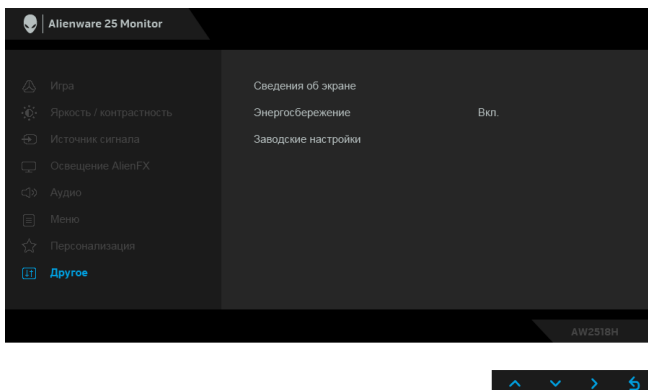 Alienware 25 Monitor
Игра
Яркость / контрастность
Источник сигнала
Освещение AlienFX
Аудио
Меню
Персонализация
Другое
Сведения об экране
Энергосбережение Вкл.
Заводские настройки
AW2518H